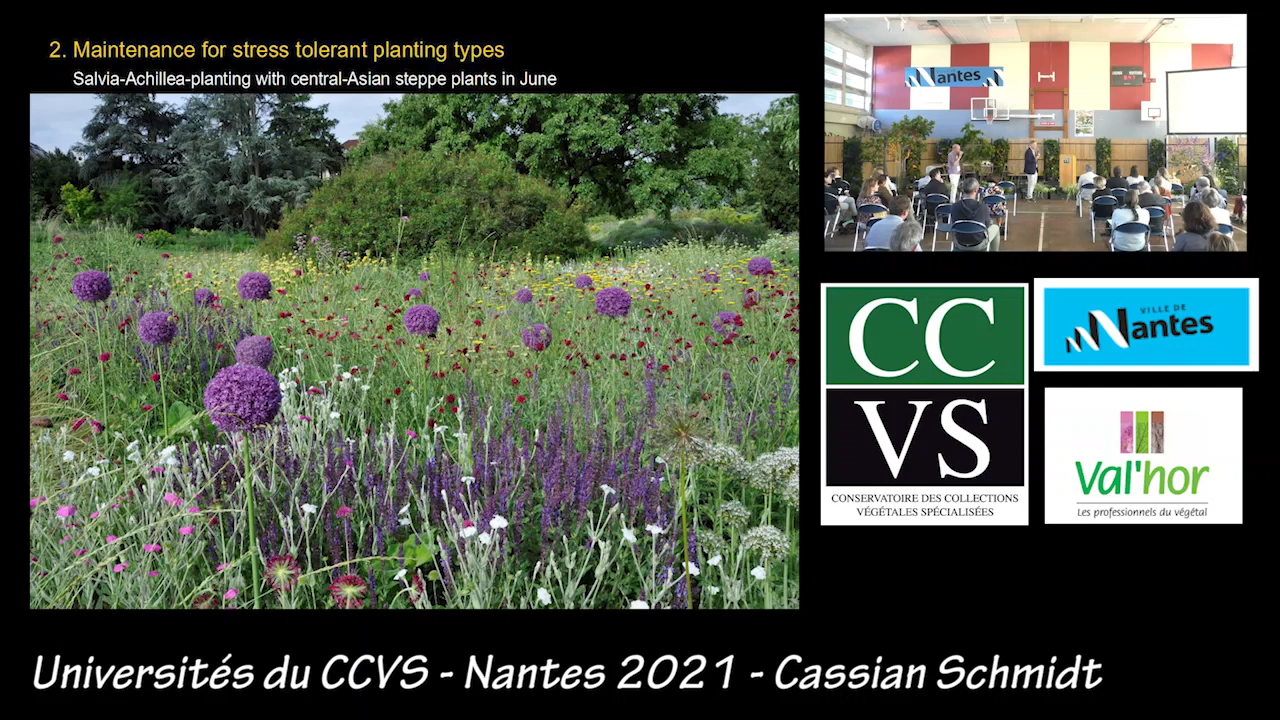 2. Maintenance for stress tolerant planting types
Salvia-Achillea-planting with central-Asian steppe plants in June
Nantes
CC
VS
CONSERVATOIRE DES COLLECTIONS
VÉGÉTALES SPÉCIALISÉES
VILLE DE
Nantes
Val'hor
Les professionnels du végétal
Universités du CCVS - Nantes 2021 - Cassian Schmidt